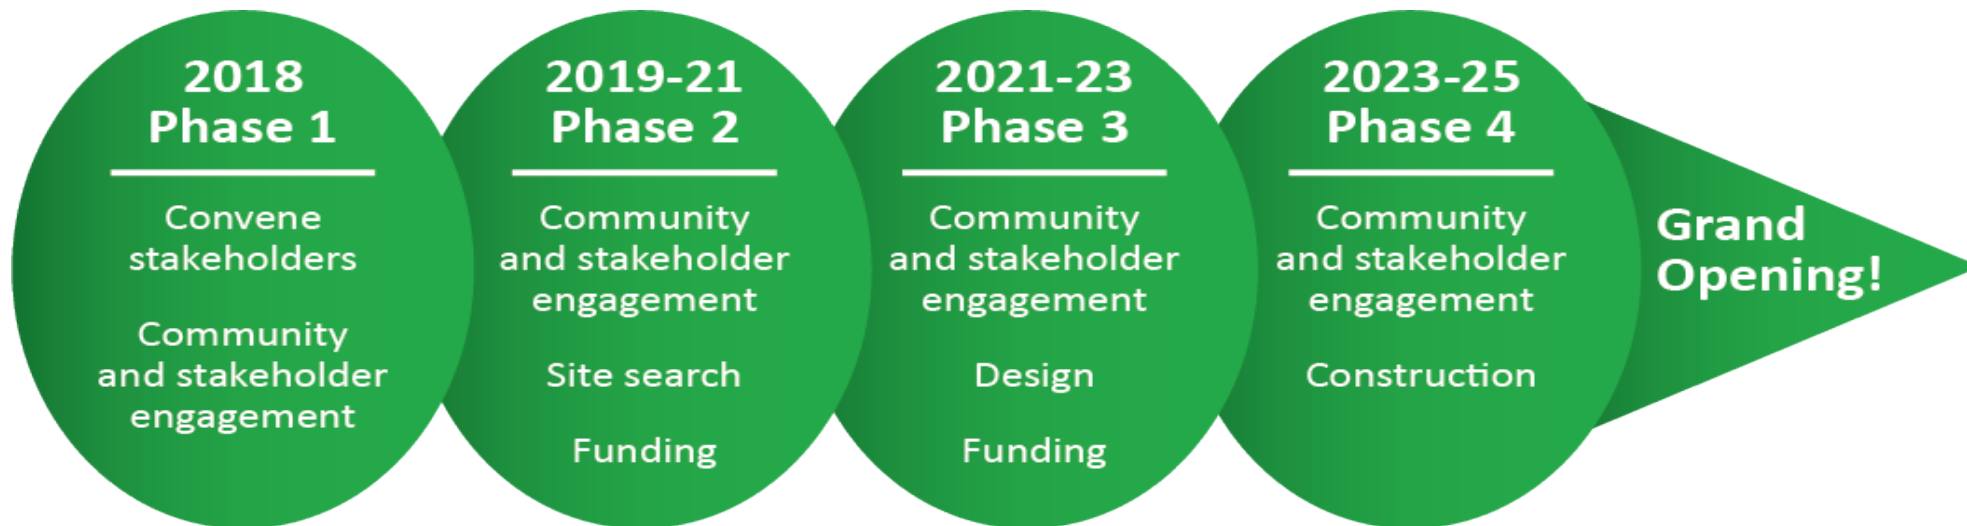 2018
Phase 1
Convene
stakeholders
Community
and stakeholder
engagement
2019-21
Phase 2
Community
and stakeholder
engagement
Site search
Funding
2021-23
Phase 3
Community
and stakeholder
engagement
Design
Funding
2023-25
Phase 4
Community
and stakeholder
engagement
Construction
Grand
Opening!